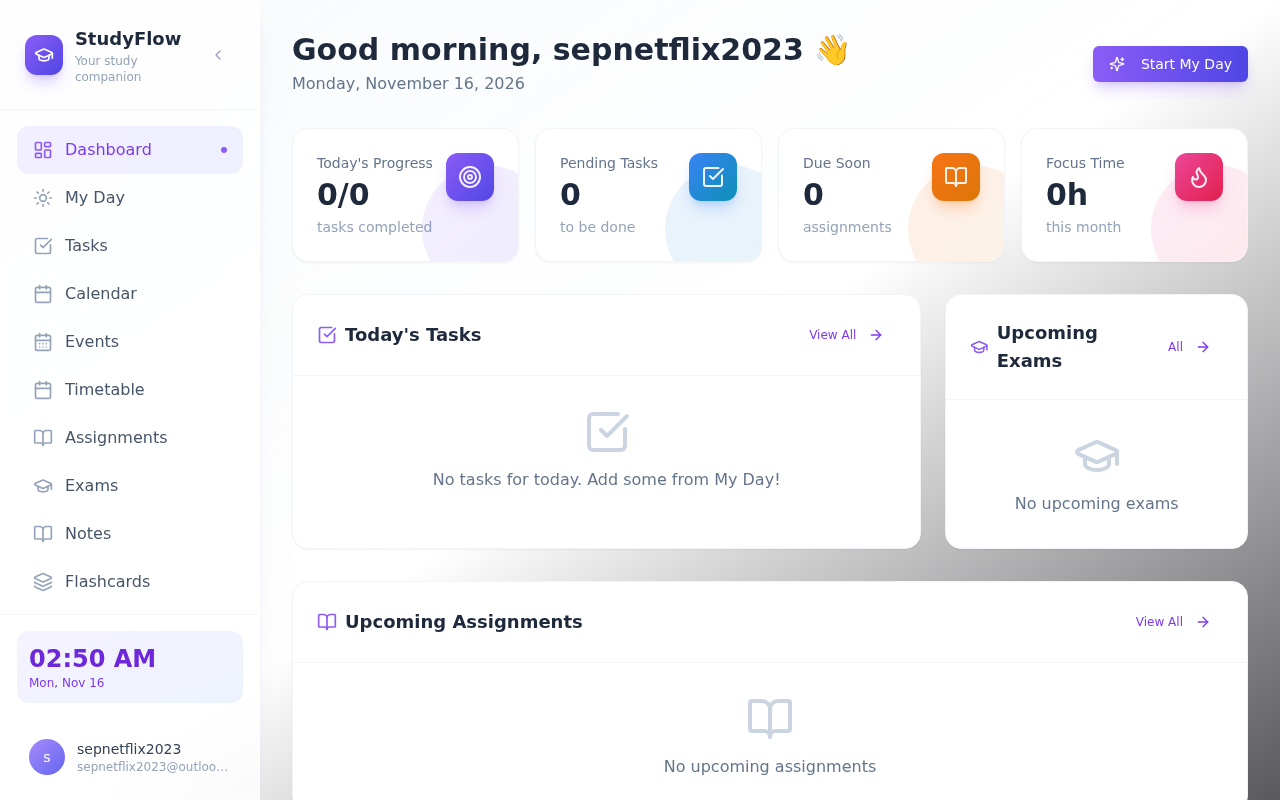 StudyFlow
Your study
companion
Dashboard
My Day
Tasks
Calendar
Events
Timetable
Assignments
Exams
Notes
Flashcards
02:50 AM
Mon, Nov 16
s
sepnetflix2023
sepnetflix2023@outloo...
Good morning, sepnetflix2023 👋
Monday, November 16, 2026
Start My Day
Today's Progress
0/0
tasks completed
Pending Tasks
0
to be done
Due Soon
0
assignments
Focus Time
0h
this month
Today's Tasks
View All
No tasks for today. Add some from My Day!
Upcoming
Exams
All
No upcoming exams
Upcoming Assignments
View All
No upcoming assignments